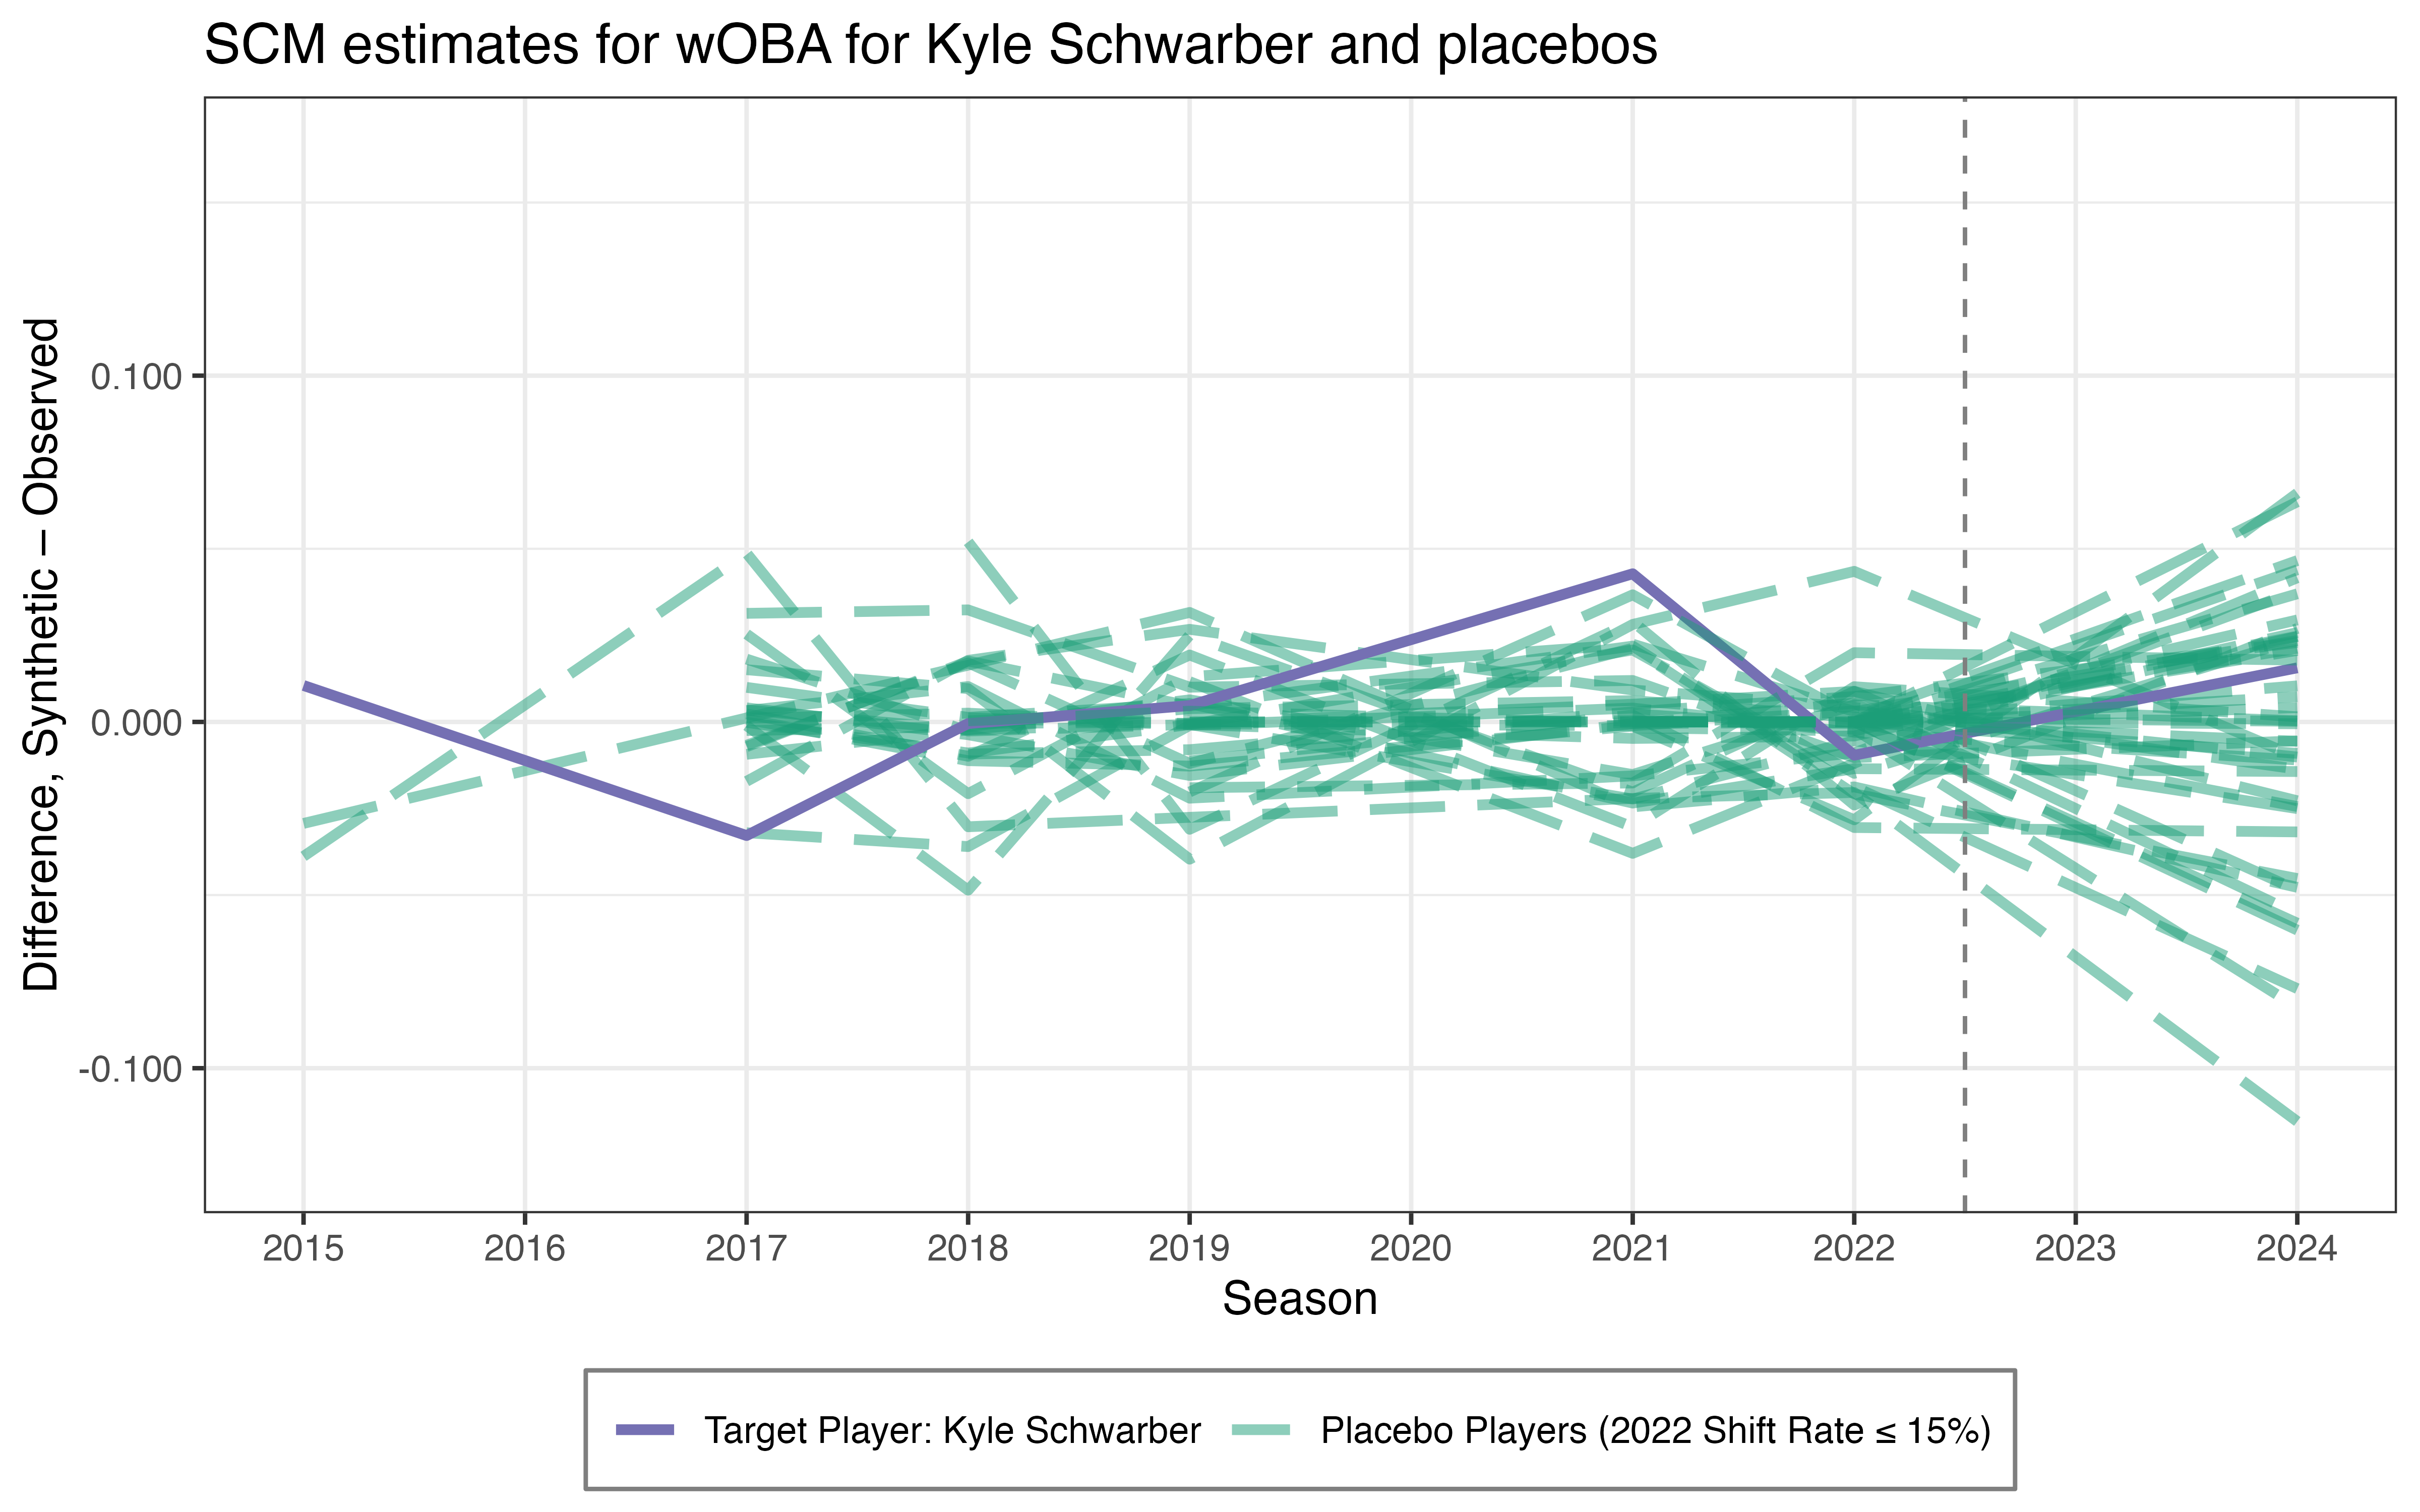 SCM estimates for wOBA for Kyle Schwarber and placebos
Difference, Synthetic − Observed
0.100
0.000
-0.100
2015 2016 2017 2018 2019 2020 2021 2022 2023 2024
Season
Target Player: Kyle Schwarber Placebo Players (2022 Shift Rate ≤ 15%)